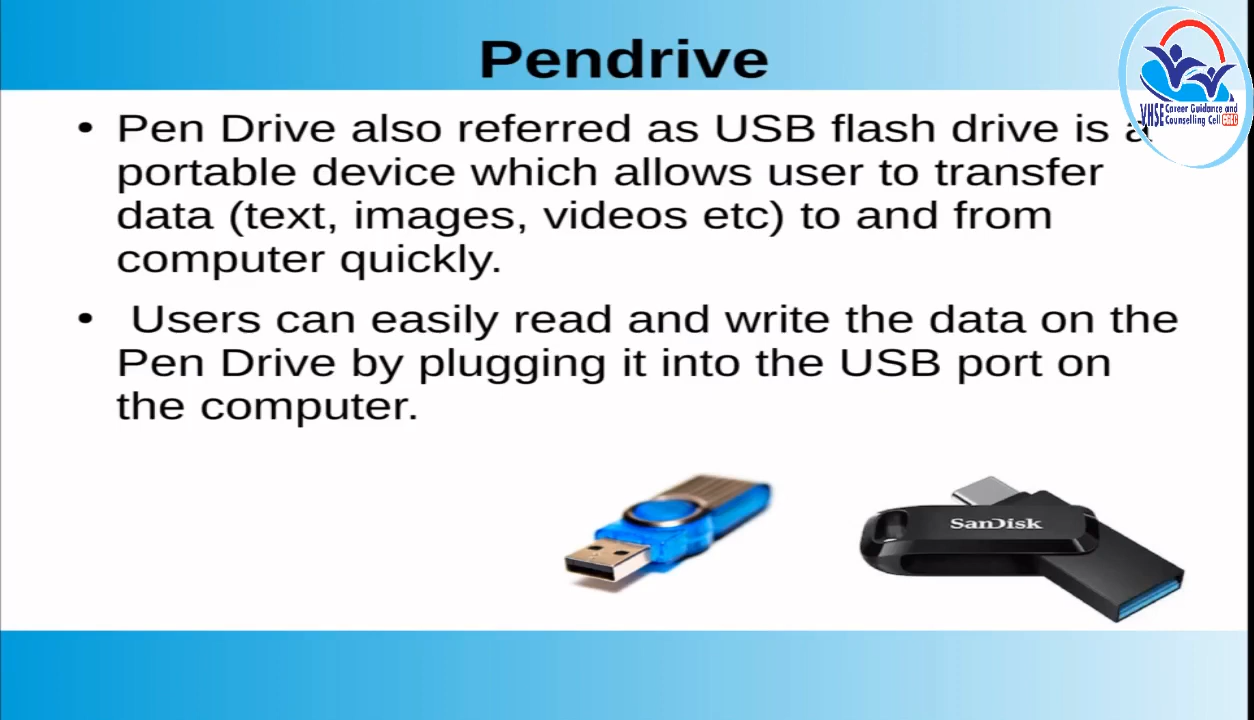 Pendrive
• Pen Drive also referred as USB flash drive is a
portable device which allows user to transfer
data (text, images, videos etc) to and from
computer quickly.
• Users can easily read and write the data on the
Pen Drive by plugging it into the USB port on
the computer.
VHSE Career Guidance and
Counselling Cell CGCC
SanDisk